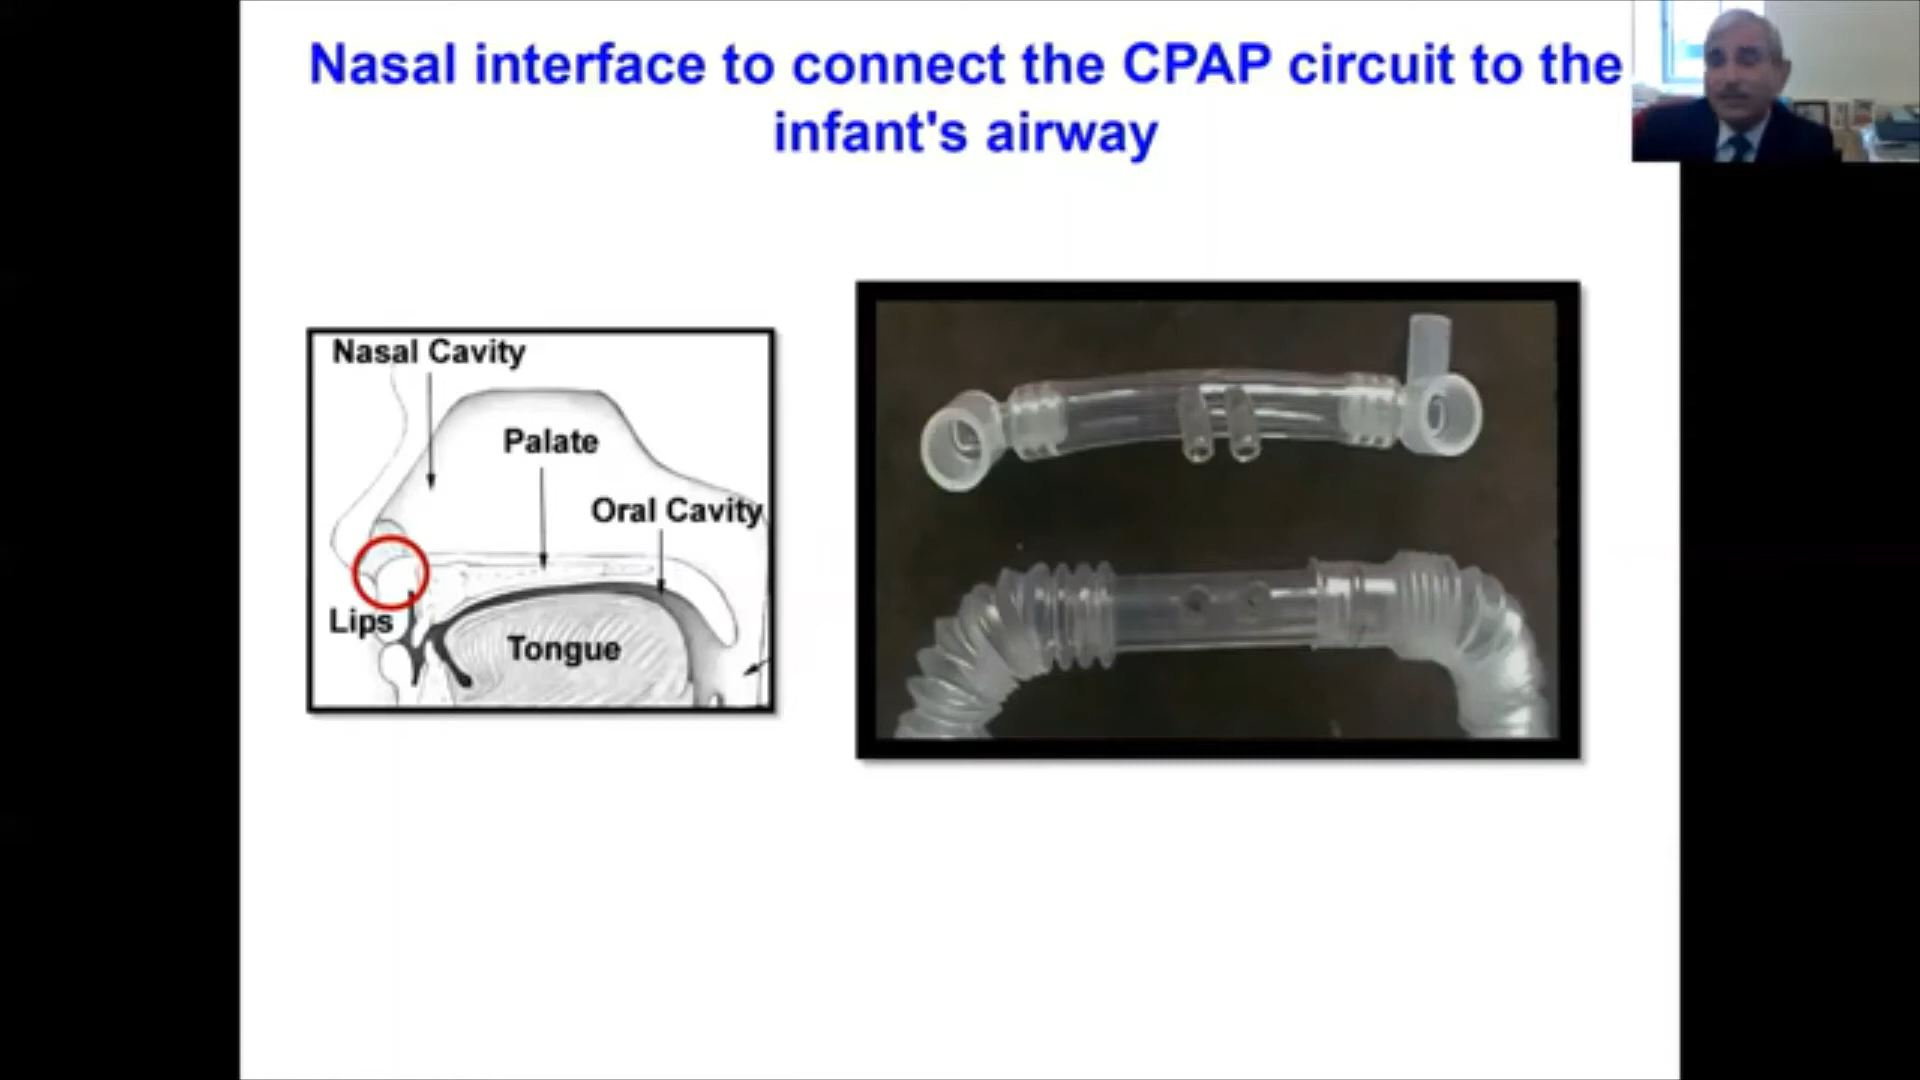 Nasal interface to connect the CPAP circuit to the
infant's airway
Nasal Cavity
Palate
Oral Cavity
Lips
Tongue